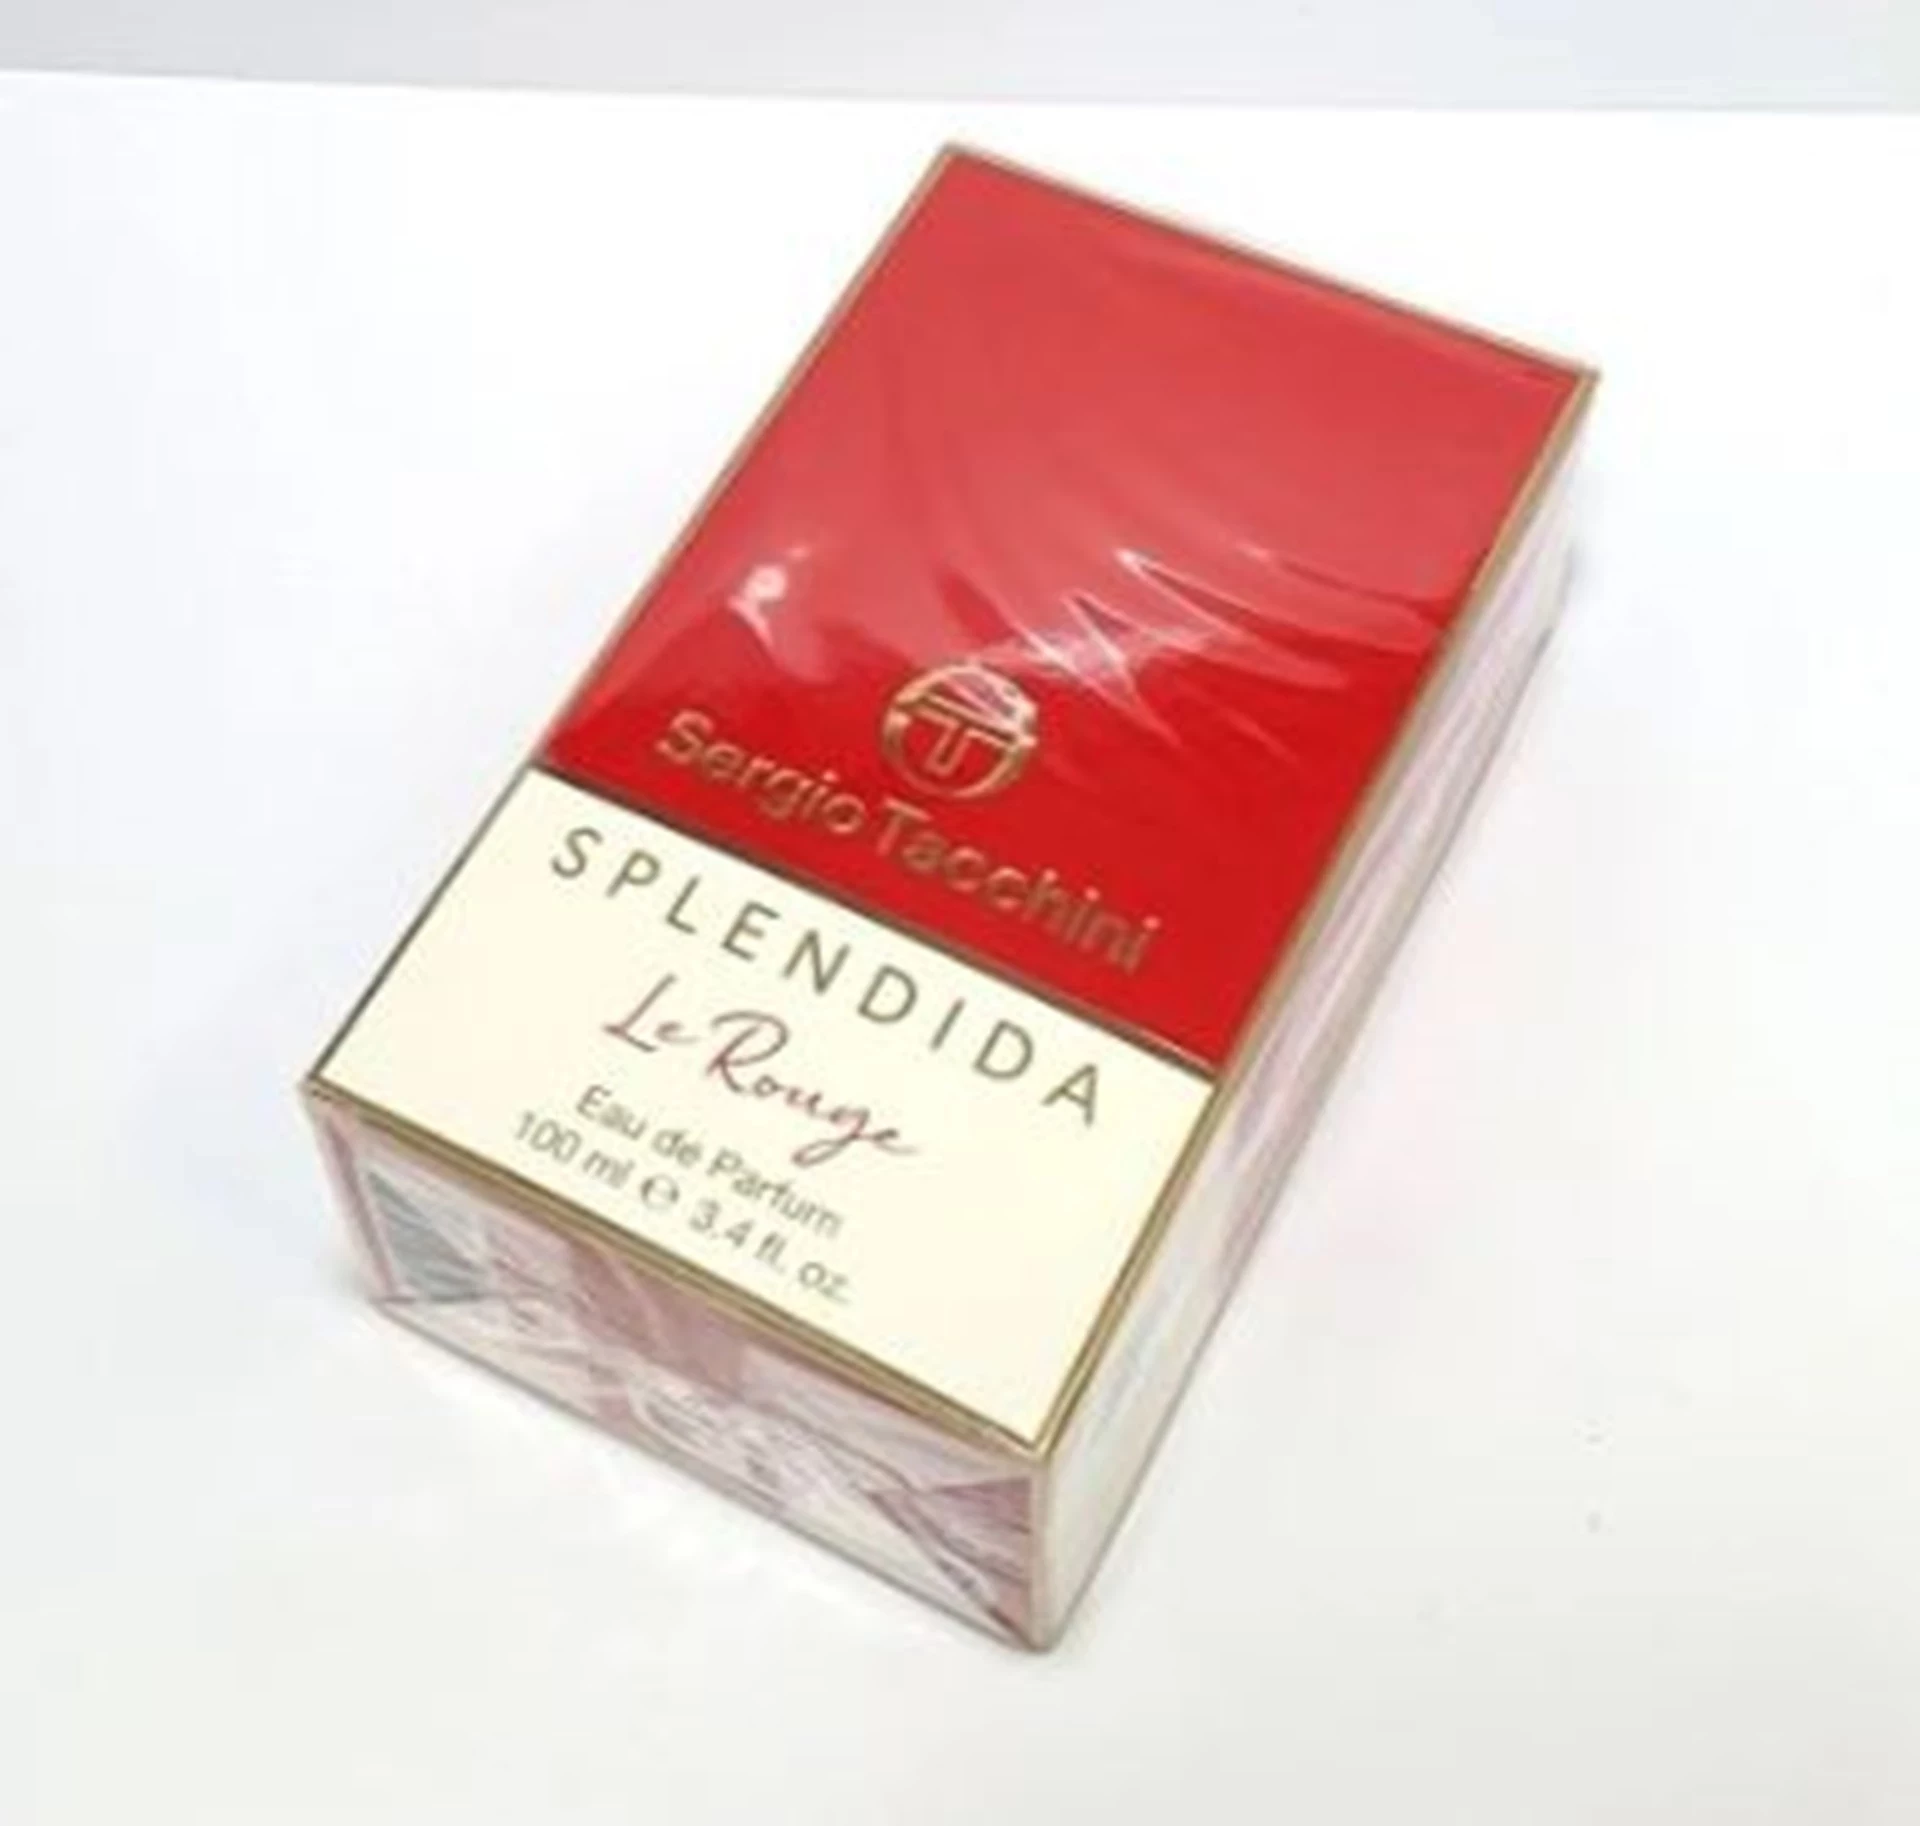 Sergio Tacchini
SPLENDIDA
Le Rouge
Eau de Parfum
100 ml ℮ 3.4 fl. oz.